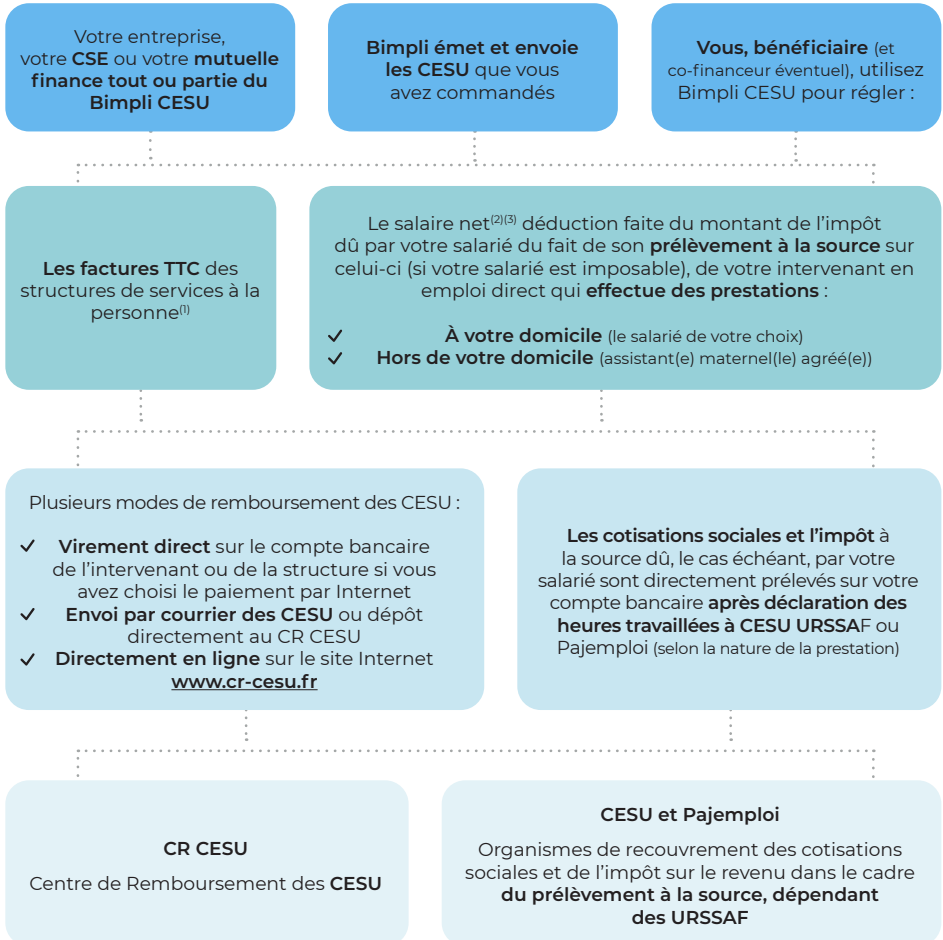 Votre entreprise,
votre CSE ou votre mutuelle
finance tout ou partie du
Bimpli CESU
Bimpli émet et envoie
les CESU que vous
avez commandés
Vous, bénéficiaire (et
co-financeur éventuel), utilisez
Bimpli CESU pour régler :
Les factures TTC des
structures de services à la
personne(1)
Le salaire net(2)(3) déduction faite du montant de l'impôt
dû par votre salarié du fait de son prélèvement à la source sur
celui-ci (si votre salarié est imposable), de votre intervenant en
emploi direct qui effectue des prestations :
✓ À votre domicile (le salarié de votre choix)
✓ Hors de votre domicile (assistant(e) maternel(le) agréé(e))
Plusieurs modes de remboursement des CESU :
✓ Virement direct sur le compte bancaire
de l'intervenant ou de la structure si vous
avez choisi le paiement par Internet
✓ Envoi par courrier des CESU ou dépôt
directement au CR CESU
✓ Directement en ligne sur le site Internet
www.cr-cesu.fr
Les cotisations sociales et l'impôt à
la source dû, le cas échéant, par votre
salarié sont directement prélevés sur votre
compte bancaire après déclaration des
heures travaillées à CESU URSSAF ou
Pajemploi (selon la nature de la prestation)
CR CESU
Centre de Remboursement des CESU
CESU et Pajemploi
Organismes de recouvrement des cotisations
sociales et de l'impôt sur le revenu dans le cadre
du prélèvement à la source, dépendant
des URSSAF